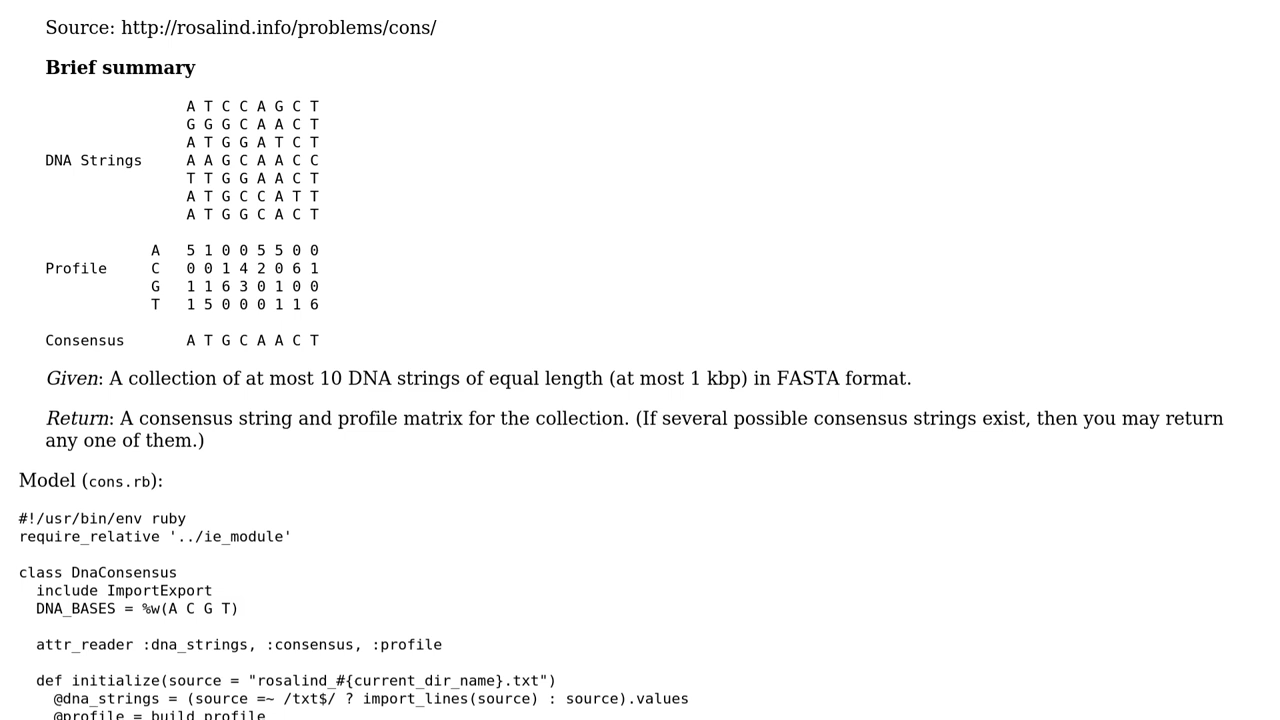 Source: http://rosalind.info/problems/cons/
Brief summary
A T C C A G C T
G G G C A A C T
A T G G A T C T
DNA Strings A A G C A A C C
T T G G A A C T
A T G C C A T T
A T G G C A C T
A 5 1 0 0 5 5 0 0
Profile C 0 0 1 4 2 0 6 1
G 1 1 6 3 0 1 0 0
T 1 5 0 0 0 1 1 6
Consensus A T G C A A C T
Given: A collection of at most 10 DNA strings of equal length (at most 1 kbp) in FASTA format.
Return: A consensus string and profile matrix for the collection. (If several possible consensus strings exist, then you may return
any one of them.)
Model (cons.rb):
#!/usr/bin/env ruby
require_relative '../ie_module'
class DnaConsensus
include ImportExport
DNA_BASES = %w(A C G T)
attr_reader :dna_strings, :consensus, :profile
def initialize(source = "rosalind_#{current_dir_name}.txt")
@dna_strings = (source =~ /txt$/ ? import_lines(source) : source).values
@profile = build_profile